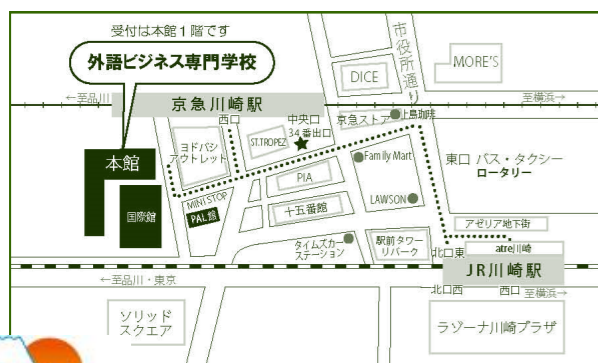 受付は本館1階です
外語ビジネス専門学校
市役所通り
DICE
MORE'S
←至品川
京急川崎駅
至横浜→
西口
中央口
34番出口
京急ストア
上島珈琲
ヨドバシ
アウトレット
ST.TROPEZ
本館
Family Mart
東口 バス・タクシー
ロータリー
PIA
国際館
MINI STOP
PAL館
十五番館
LAWSON
アゼリア地下街
タイムズカー
ステーション
駅前タワー
リパーク
北口東
atre川崎
JR川崎駅
←至品川・東京
北口西
西口
至横浜→
ソリッド
スクエア
ラゾーナ川崎プラザ